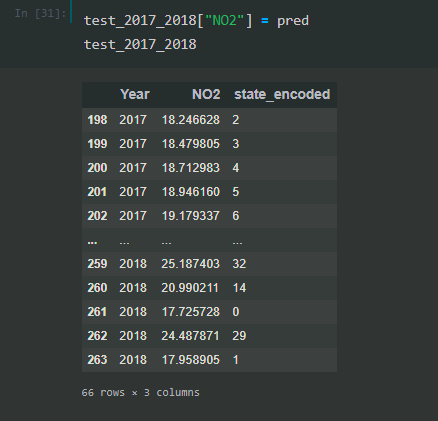 In [31]:
test_2017_2018["NO2"] = pred
test_2017_2018
Year NO2 state_encoded
198 2017 18.246628 2
199 2017 18.479805 3
200 2017 18.712983 4
201 2017 18.946160 5
202 2017 19.179337 6
... ... ... ...
259 2018 25.187403 32
260 2018 20.990211 14
261 2018 17.725728 0
262 2018 24.487871 29
263 2018 17.958905 1
66 rows × 3 columns